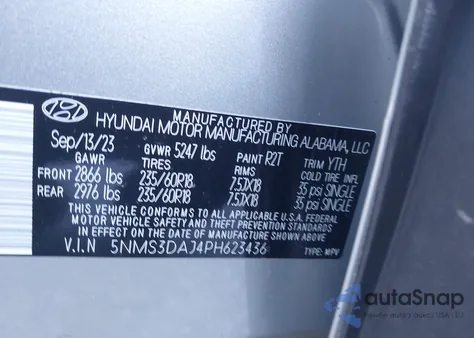 MANUFACTURED BY
HYUNDAI MOTOR MANUFACTURING ALABAMA, LLC
Sep/13/23 GVWR 5247 lbs PAINT R2T TRIM YTH
GAWR TIRES RIMS COLD TIRE INFL
FRONT 2866 lbs 235/60R18 7.5JX18 35 psi SINGLE
REAR 2976 lbs 235/60R18 7.5JX18 35 psi SINGLE
THIS VEHICLE CONFORMS TO ALL APPLICABLE FEDERAL
MOTOR VEHICLE SAFETY AND THEFT PREVENTION STANDARDS
IN EFFECT ON THE DATE OF MANUFACTURE SHOWN ABOVE.
V.I.N 5NMS3DAJ4PH623436 TYPE: MPV
autoSnap